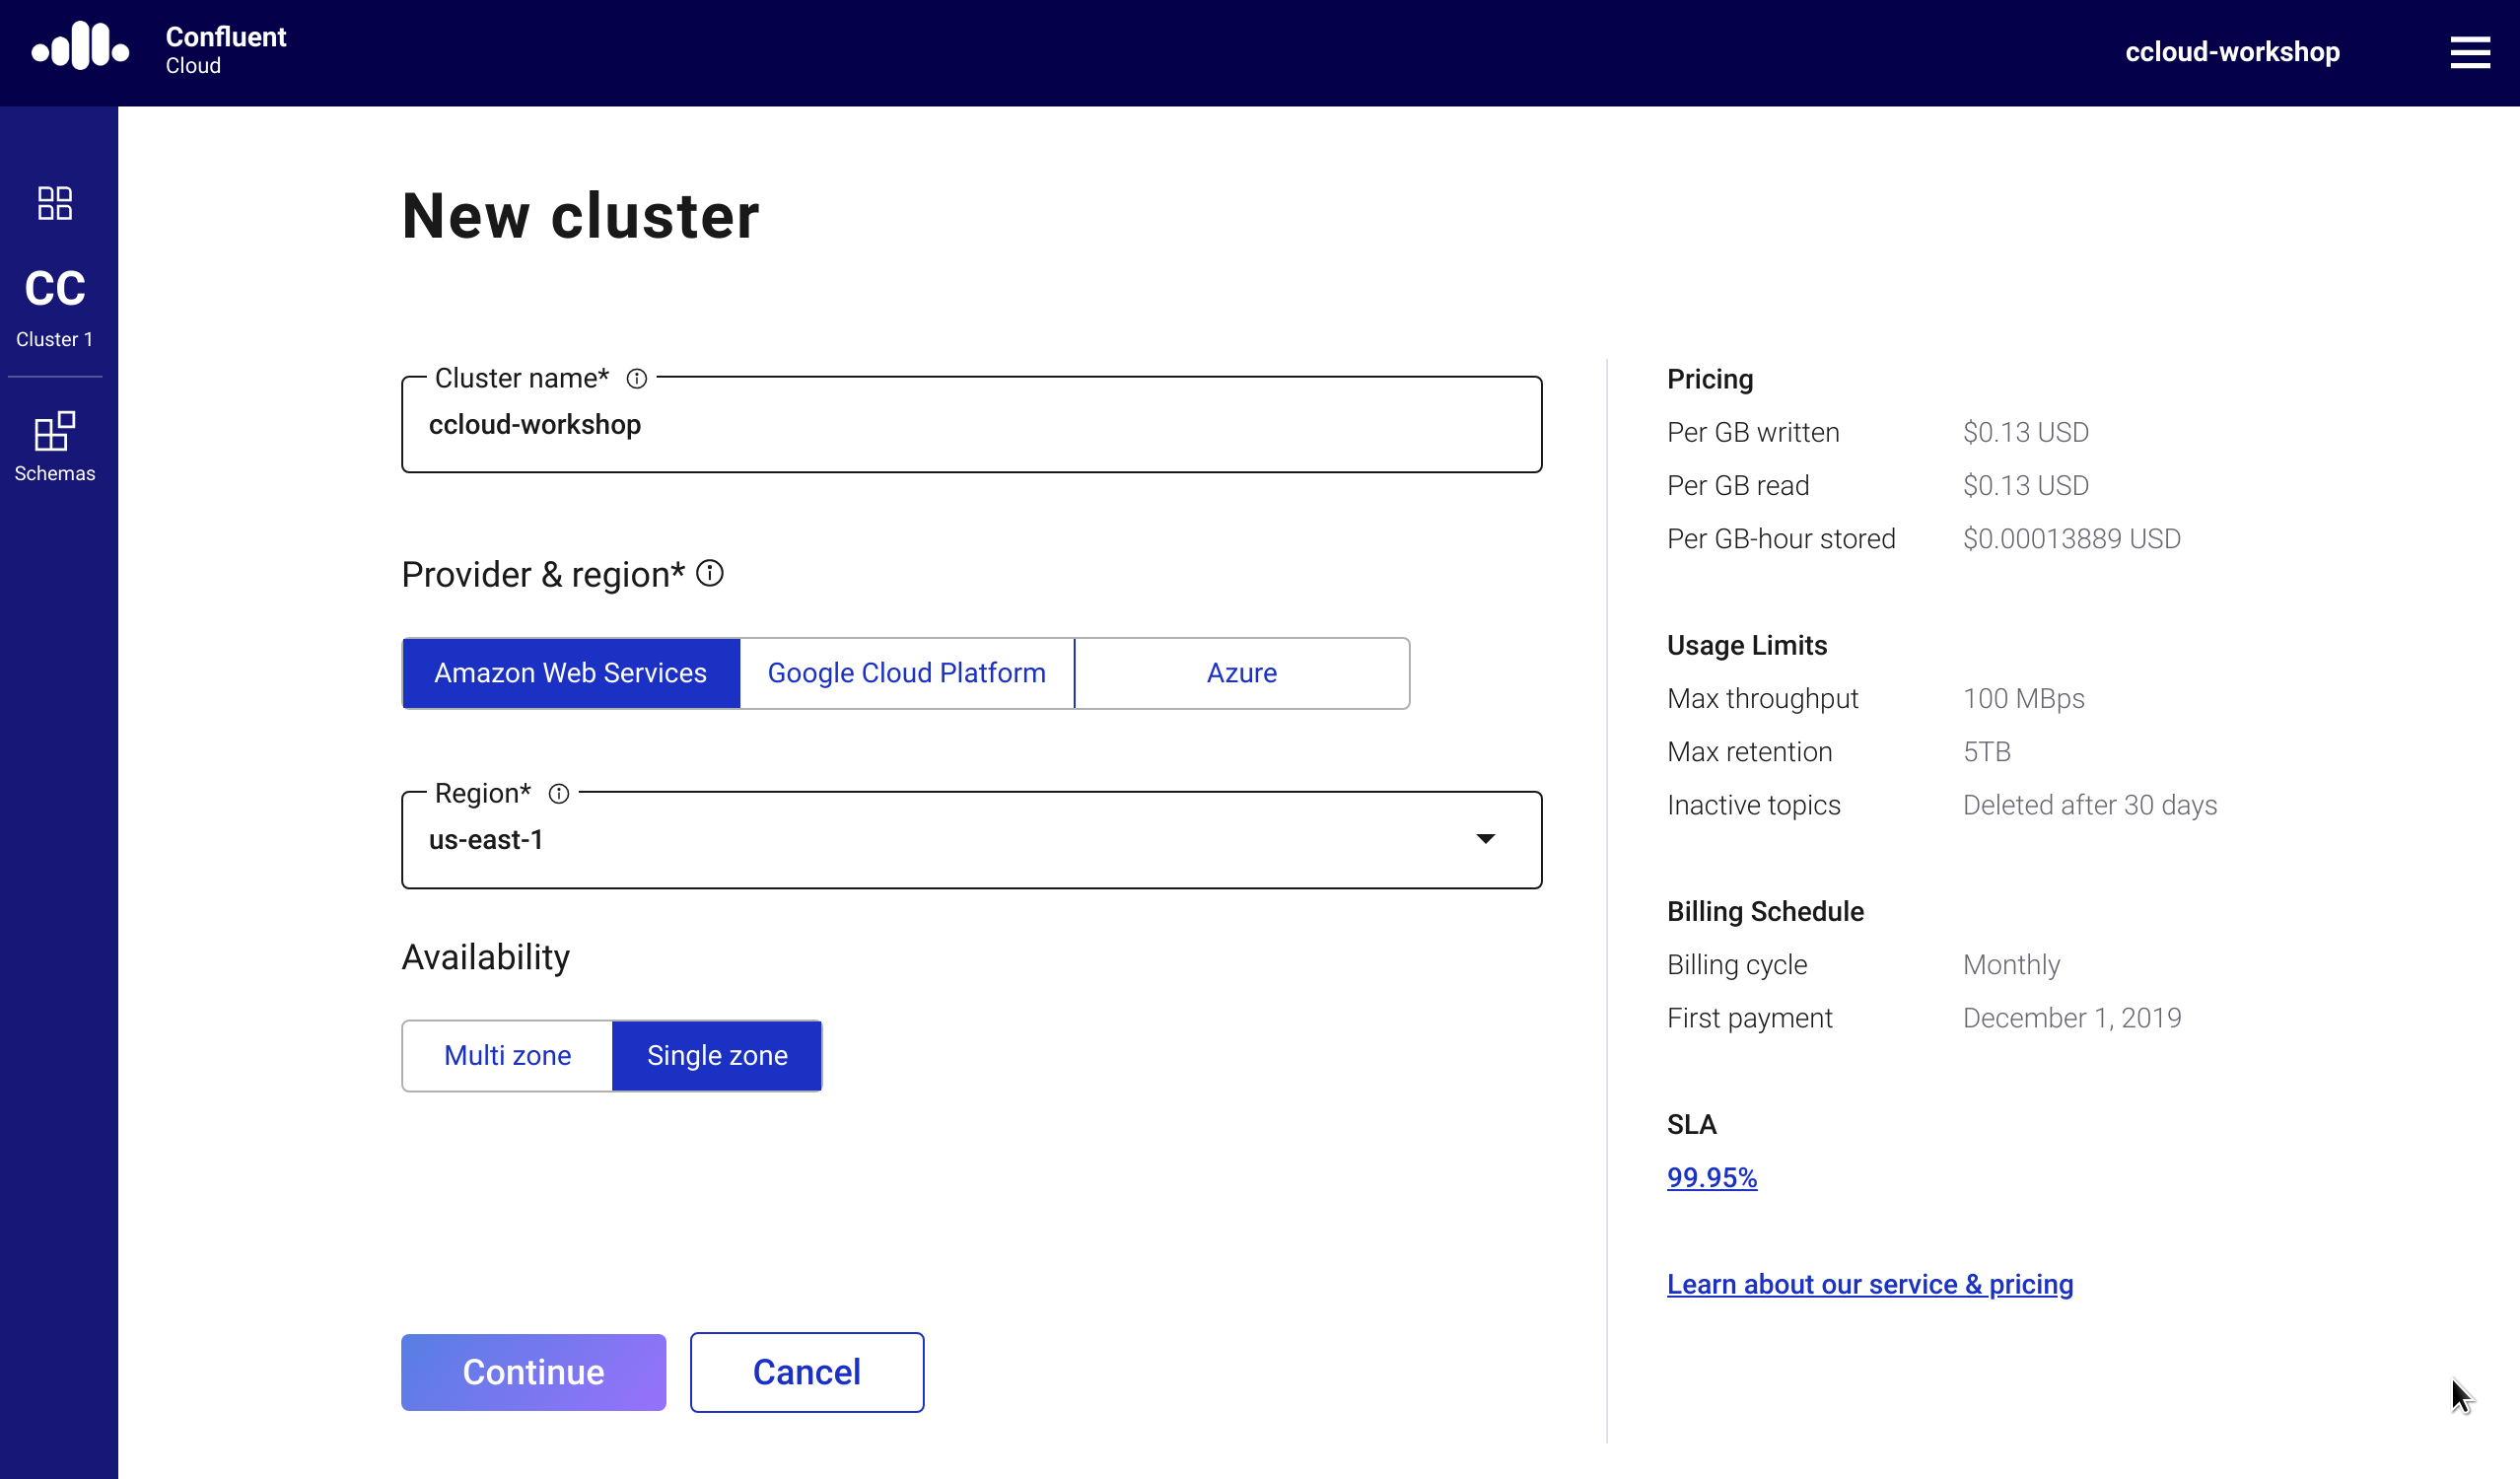 Confluent
Cloud
ccloud-workshop
CC
Cluster 1
Schemas
New cluster
Cluster name*
ccloud-workshop
Provider & region*
Amazon Web Services
Google Cloud Platform
Azure
Region*
us-east-1
Availability
Multi zone
Single zone
Continue
Cancel
Pricing
Per GB written $0.13 USD
Per GB read $0.13 USD
Per GB-hour stored $0.00013889 USD
Usage Limits
Max throughput 100 MBps
Max retention 5TB
Inactive topics Deleted after 30 days
Billing Schedule
Billing cycle Monthly
First payment December 1, 2019
SLA
99.95%
Learn about our service & pricing